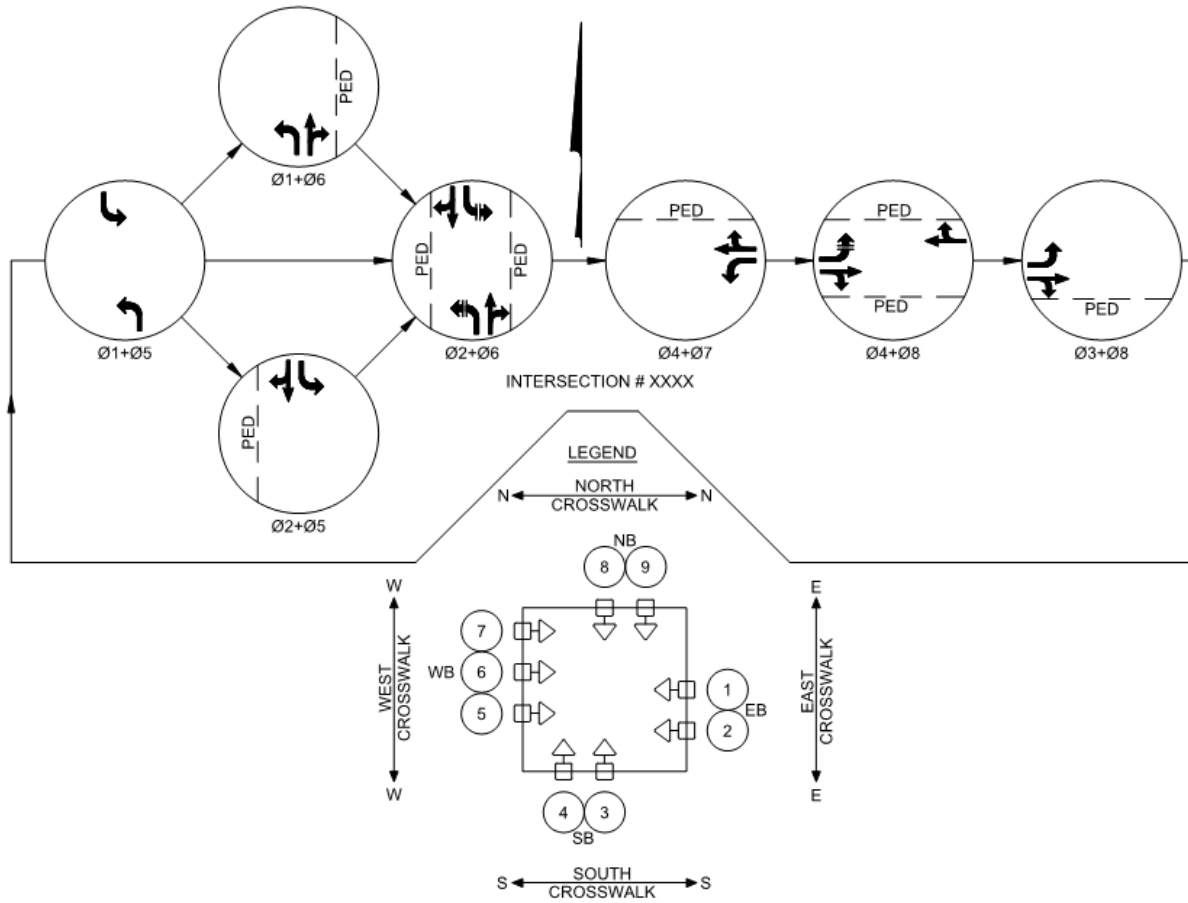 PED
Ø1+Ø6
Ø1+Ø5
PED
PED
Ø2+Ø6
PED
Ø4+Ø7
PED
PED
Ø4+Ø8
PED
Ø3+Ø8
PED
Ø2+Ø5
INTERSECTION # XXXX
LEGEND
N NORTH N
CROSSWALK
NB
8 9
W
WEST
CROSSWALK
W
7
WB 6
5
1
EB
2
E
EAST
CROSSWALK
E
4 3
SB
S SOUTH S
CROSSWALK